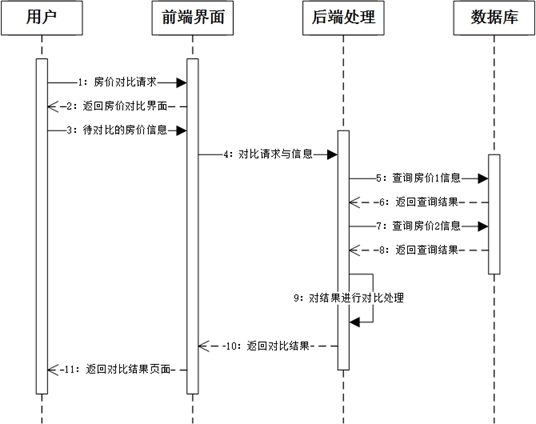 用户
前端界面
后端处理
数据库
1: 房价对比请求
2: 返回房价对比界面
3: 待对比的房价信息
4: 对比请求与信息
5: 查询房价1信息
6: 返回查询结果
7: 查询房价2信息
8: 返回查询结果
9: 对结果进行对比处理
10: 返回对比结果
11: 返回对比结果页面